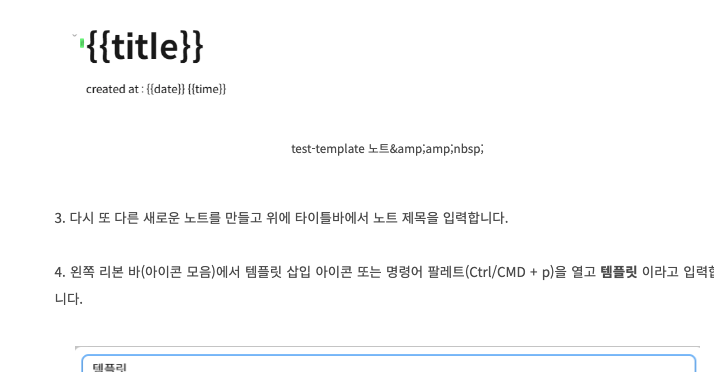 {{title}}
created at : {{date}} {{time}}
test-template 노트&amp;amp;nbsp;
3. 다시 또 다른 새로운 노트를 만들고 위에 타이틀바에서 노트 제목을 입력합니다.
4. 왼쪽 리본 바(아이콘 모음)에서 템플릿 삽입 아이콘 또는 명령어 팔레트(Ctrl/CMD + p)을 열고 템플릿 이라고 입력합
니다.
템플릿